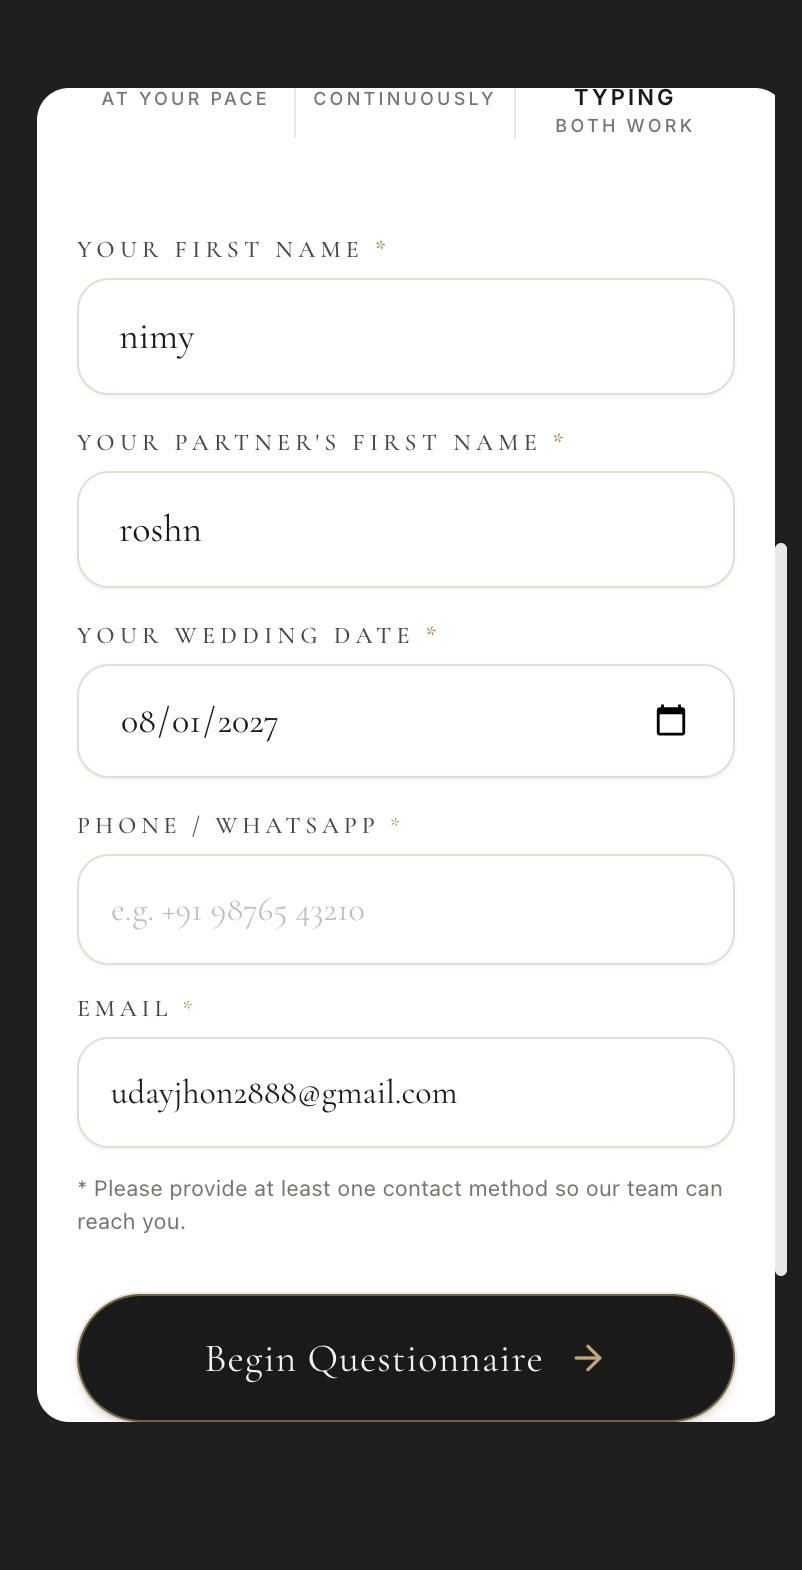 AT YOUR PACE
CONTINUOUSLY
TYPING
BOTH WORK
YOUR FIRST NAME *
nimy
YOUR PARTNER'S FIRST NAME *
roshn
YOUR WEDDING DATE *
08/01/2027
PHONE / WHATSAPP *
e.g. +91 98765 43210
EMAIL *
udayjhon2888@gmail.com
* Please provide at least one contact method so our team can
reach you.
Begin Questionnaire →